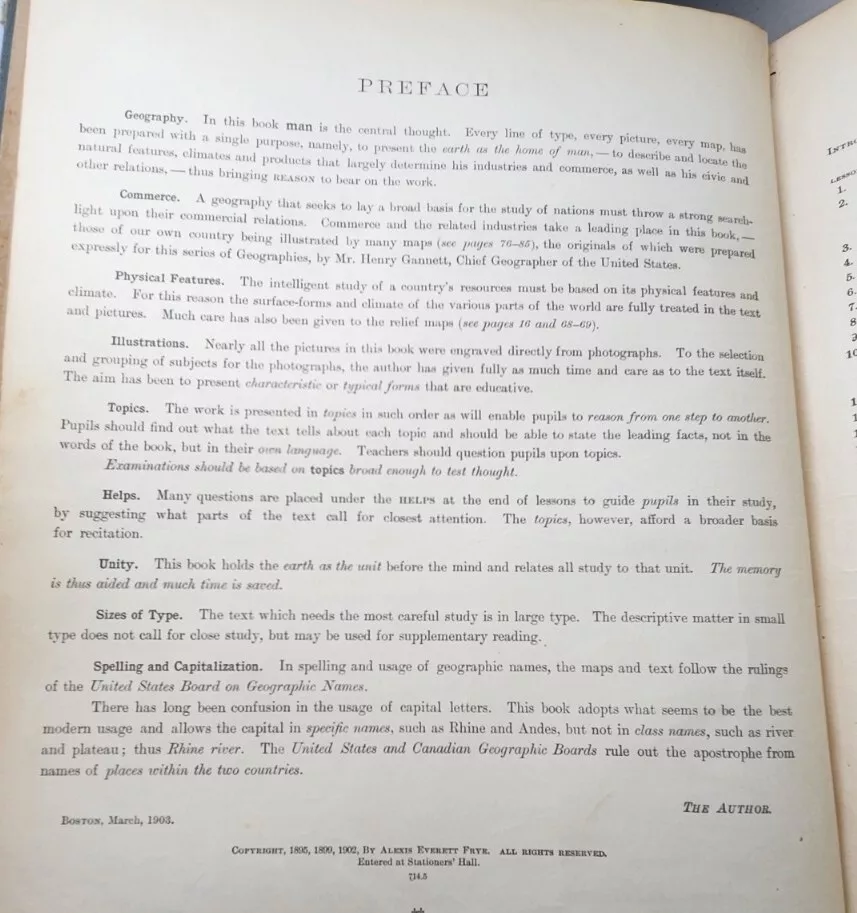 PREFACE
Geography. In this book man is the central thought. Every line of type, every picture, every map, has
been prepared with a single purpose, namely, to present the earth as the home of man, — to describe and locate the
natural features, climates and products that largely determine his industries and commerce, as well as his civic and
other relations, — thus bringing REASON to bear on the work.
Commerce. A geography that seeks to lay a broad basis for the study of nations must throw a strong search-
light upon their commercial relations. Commerce and the related industries take a leading place in this book, —
those of our own country being illustrated by many maps (see pages 76–85), the originals of which were prepared
expressly for this series of Geographies, by Mr. Henry Gannett, Chief Geographer of the United States.
Physical Features. The intelligent study of a country's resources must be based on its physical features and
climate. For this reason the surface-forms and climate of the various parts of the world are fully treated in the text
and pictures. Much care has also been given to the relief maps (see pages 16 and 68–69).
Illustrations. Nearly all the pictures in this book were engraved directly from photographs. To the selection
and grouping of subjects for the photographs, the author has given fully as much time and care as to the text itself.
The aim has been to present characteristic or typical forms that are educative.
Topics. The work is presented in topics in such order as will enable pupils to reason from one step to another.
Pupils should find out what the text tells about each topic and should be able to state the leading facts, not in the
words of the book, but in their own language. Teachers should question pupils upon topics.
Examinations should be based on topics broad enough to test thought.
Helps. Many questions are placed under the HELPS at the end of lessons to guide pupils in their study,
by suggesting what parts of the text call for closest attention. The topics, however, afford a broader basis
for recitation.
Unity. This book holds the earth as the unit before the mind and relates all study to that unit. The memory
is thus aided and much time is saved.
Sizes of Type. The text which needs the most careful study is in large type. The descriptive matter in small
type does not call for close study, but may be used for supplementary reading.
Spelling and Capitalization. In spelling and usage of geographic names, the maps and text follow the rulings
of the United States Board on Geographic Names.
There has long been confusion in the usage of capital letters. This book adopts what seems to be the best
modern usage and allows the capital in specific names, such as Rhine and Andes, but not in class names, such as river
and plateau; thus Rhine river. The United States and Canadian Geographic Boards rule out the apostrophe from
names of places within the two countries.
THE AUTHOR.
BOSTON, March, 1903.
COPYRIGHT, 1895, 1899, 1902, BY ALEXIS EVERETT FRYE. ALL RIGHTS RESERVED.
Entered at Stationers' Hall.
714.5
1.
2.
3.
4.
5.
6.
7.
8